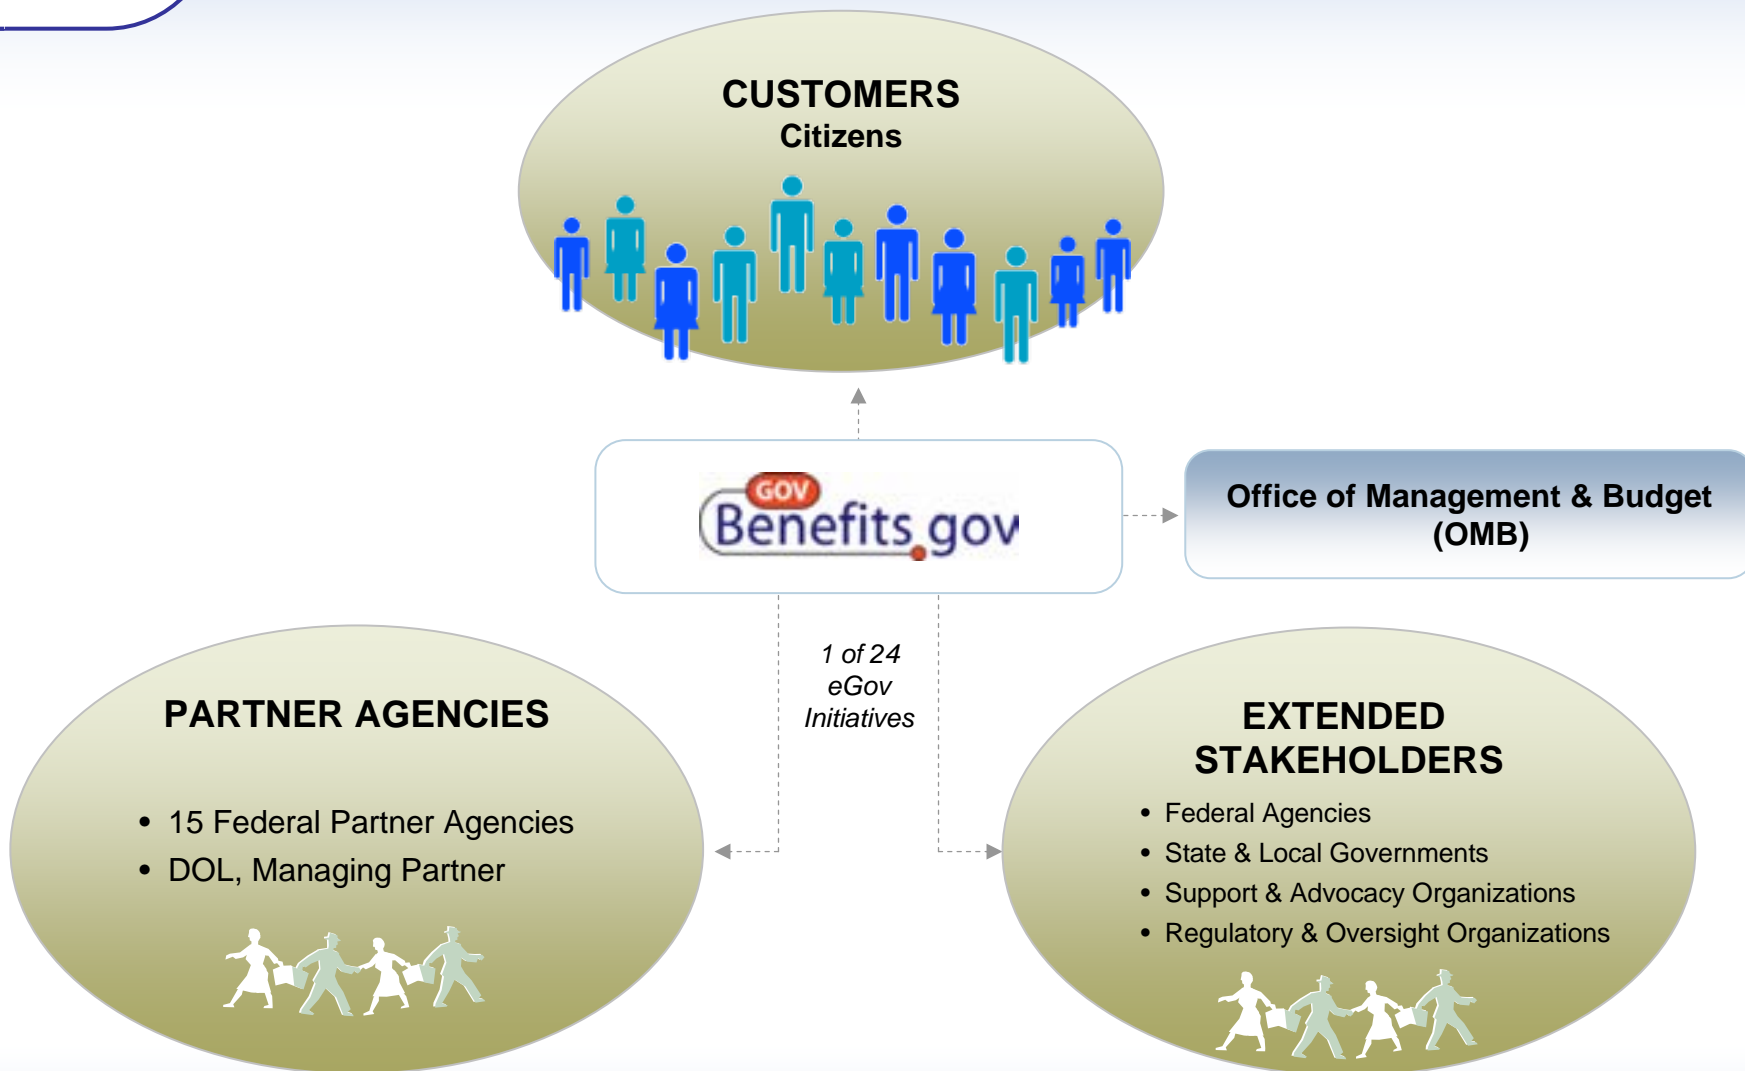 CUSTOMERS
Citizens
GOV
Benefits.gov
Office of Management & Budget
(OMB)
1 of 24
eGov
Initiatives
PARTNER AGENCIES
• 15 Federal Partner Agencies
• DOL, Managing Partner
EXTENDED
STAKEHOLDERS
• Federal Agencies
• State & Local Governments
• Support & Advocacy Organizations
• Regulatory & Oversight Organizations